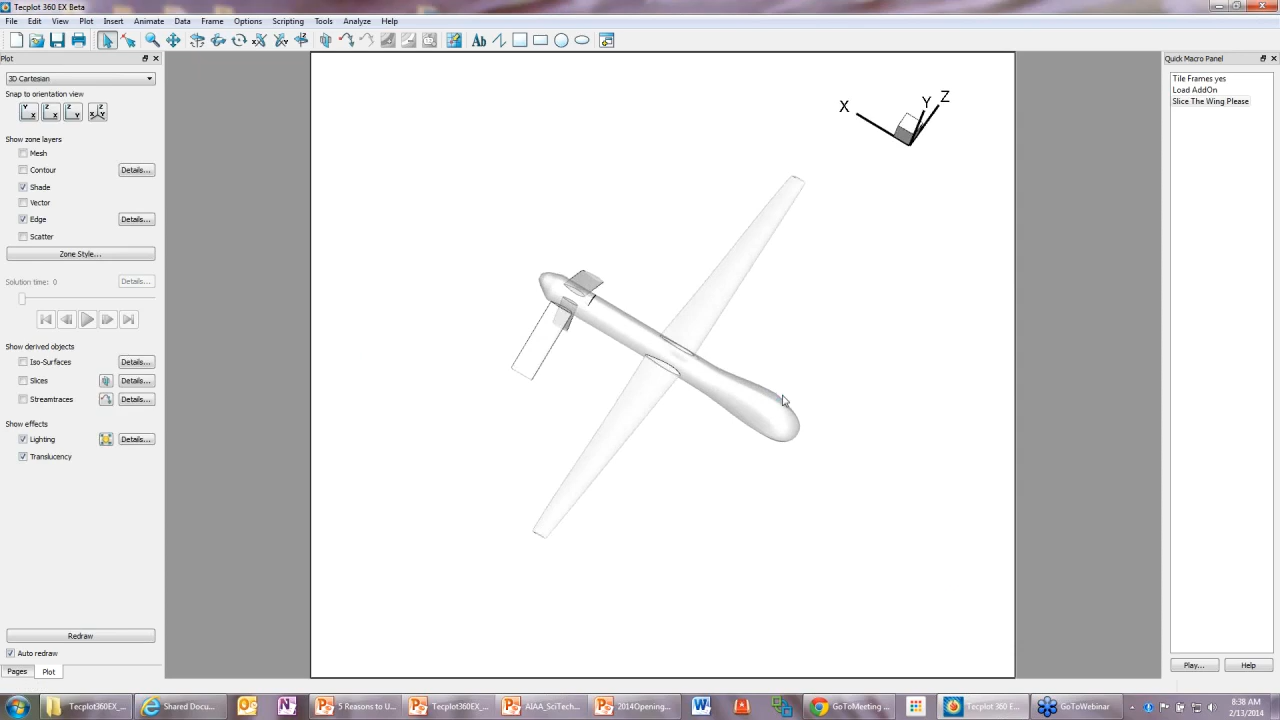 Tecplot 360 EX Beta
File Edit View Plot Insert Animate Data Frame Options Scripting Tools Analyze Help
Plot
3D Cartesian
Snap to orientation view
Show zone layers
Mesh
Contour Details...
Shade
Vector
Edge Details...
Scatter
Zone Style...
Solution time: 0 Details...
Show derived objects
Iso-Surfaces Details...
Slices Details...
Streamtraces Details...
Show effects
Lighting Details...
Translucency
Redraw
Auto redraw
Pages Plot
X Y Z
Quick Macro Panel
Tile Frames yes
Load AddOn
Slice The Wing Please
Play... Help
Tecplot360EX_... Shared Docu... 5 Reasons to U... Tecplot360EX_... AIAA_SciTech... 2014Opening... GoToMeeting ... Tecplot 360 E... GoToWebinar
8:38 AM
2/13/2014